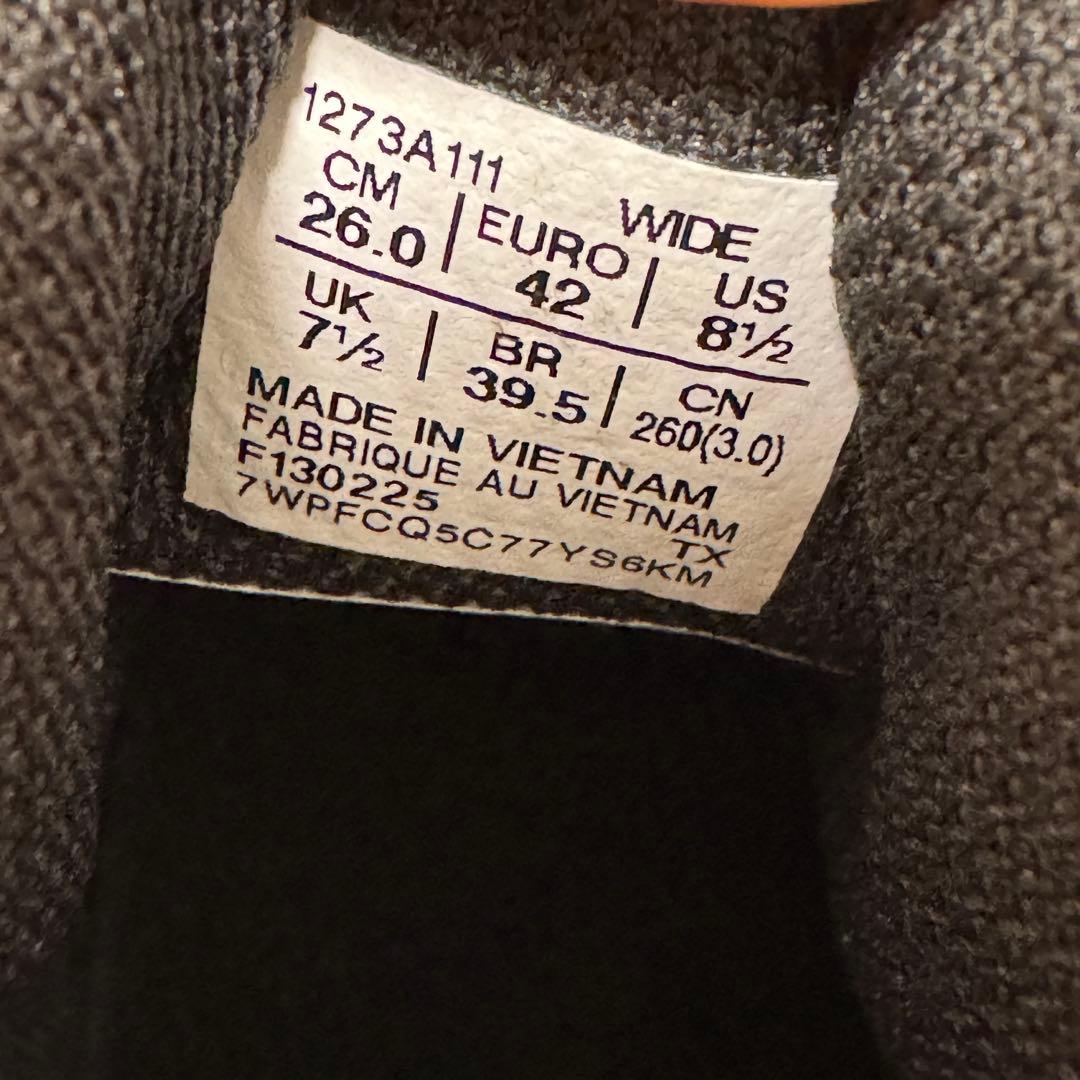 1273A111
WIDE
CM | EURO | US
26.0 42 8½
UK | BR | CN
7½ 39.5 260(3.0)
MADE IN VIETNAM
FABRIQUE AU VIETNAM
F130225 TX
7WPFCQ5C77YS6KM